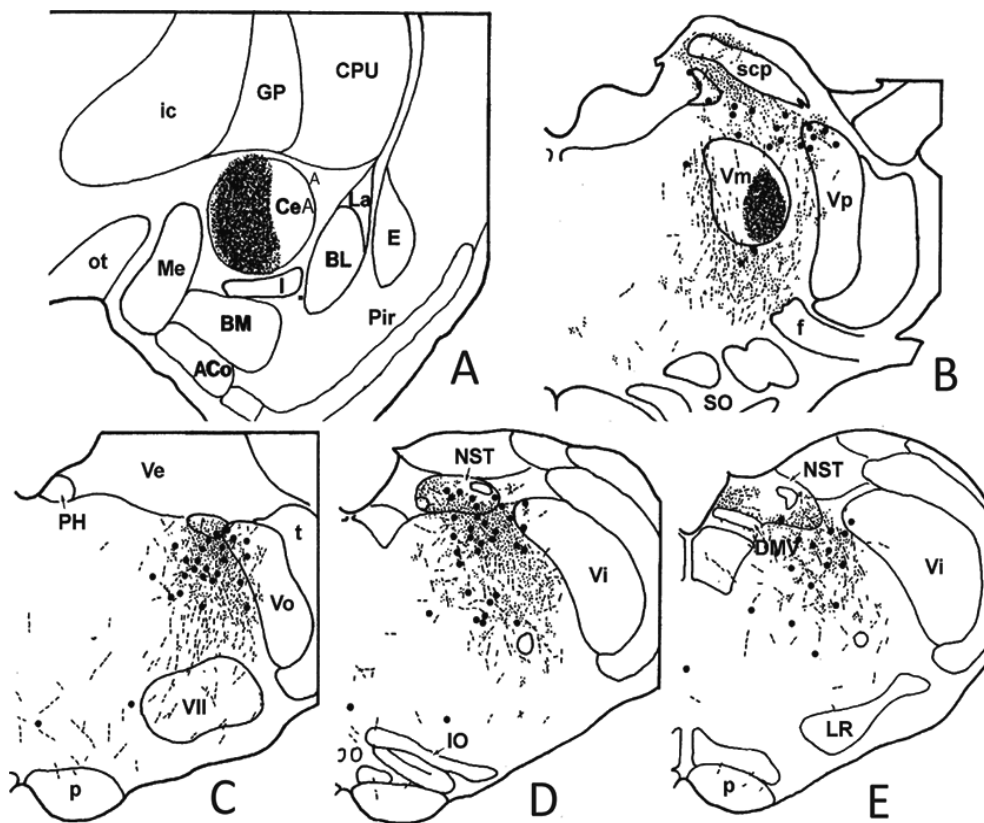 ic
GP
CPU
A
CeA
La
ot
Me
I
BL
E
BM
Pir
ACo
A
scp
Vm
Vp
f
SO
B
Ve
PH
t
Vo
VII
p
C
NST
Vi
IO
D
NST
DMV
Vi
LR
p
E